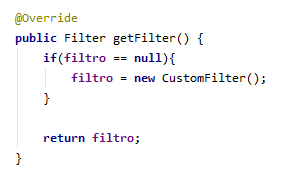 @Override
public Filter getFilter() {
    if(filtro == null){
        filtro = new CustomFilter();
    }

    return filtro;
}